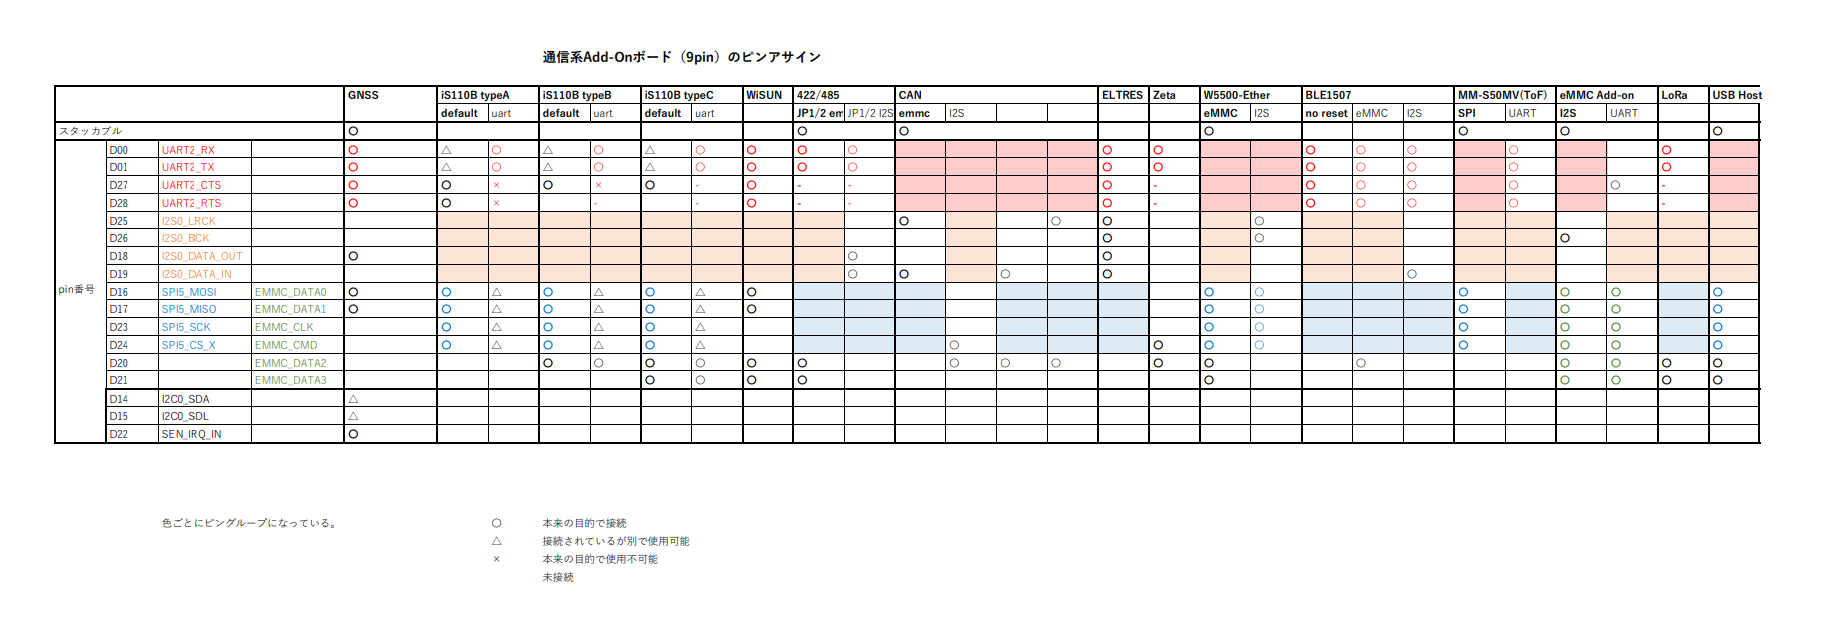 通信系Add-Onボード（9pin）のピンアサイン
GNSS iS110B typeA iS110B typeB iS110B typeC WiSUN 422/485 CAN ELTRES Zeta W5500-Ether BLE1507 MM-S50MV(ToF) eMMC Add-on LoRa USB Host
default uart default uart default uart JP1/2 em JP1/2 I2S emmc I2S eMMC I2S no reset eMMC I2S SPI UART I2S UART
スタッカブル ○ ○ ○ ○ ○ ○ ○
D00 UART2_RX ○ △ ○ △ ○ △ ○ ○ ○ ○ ○ ○ ○ ○ ○ ○ ○
D01 UART2_TX ○ △ ○ △ ○ △ ○ ○ ○ ○ ○ ○ ○ ○ ○ ○ ○
D27 UART2_CTS ○ ○ × ○ × ○ - ○ - - ○ - ○ ○ ○ ○ ○ -
D28 UART2_RTS ○ ○ × - - ○ - - ○ - ○ ○ ○ ○ -
D25 I2S0_LRCK ○ ○ ○ ○
D26 I2S0_BCK ○ ○ ○
D18 I2S0_DATA_OUT ○ ○ ○
D19 I2S0_DATA_IN ○ ○ ○ ○ ○
pin番号
D16 SPI5_MOSI EMMC_DATA0 ○ ○ △ ○ △ ○ △ ○ ○ ○ ○ ○ ○ ○
D17 SPI5_MISO EMMC_DATA1 ○ ○ △ ○ △ ○ △ ○ ○ ○ ○ ○ ○ ○
D23 SPI5_SCK EMMC_CLK ○ △ ○ △ ○ △ ○ ○ ○ ○ ○ ○
D24 SPI5_CS_X EMMC_CMD ○ △ ○ △ ○ △ ○ ○ ○ ○ ○ ○ ○ ○
D20 EMMC_DATA2 ○ ○ ○ ○ ○ ○ ○ ○ ○ ○ ○ ○ ○ ○ ○ ○
D21 EMMC_DATA3 ○ ○ ○ ○ ○ ○ ○ ○ ○
D14 I2C0_SDA △
D15 I2C0_SDL △
D22 SEN_IRQ_IN ○
色ごとにピングループになっている。 ○ 本来の目的で接続
△ 接続されているが別で使用可能
× 本来の目的で使用不可能
未接続